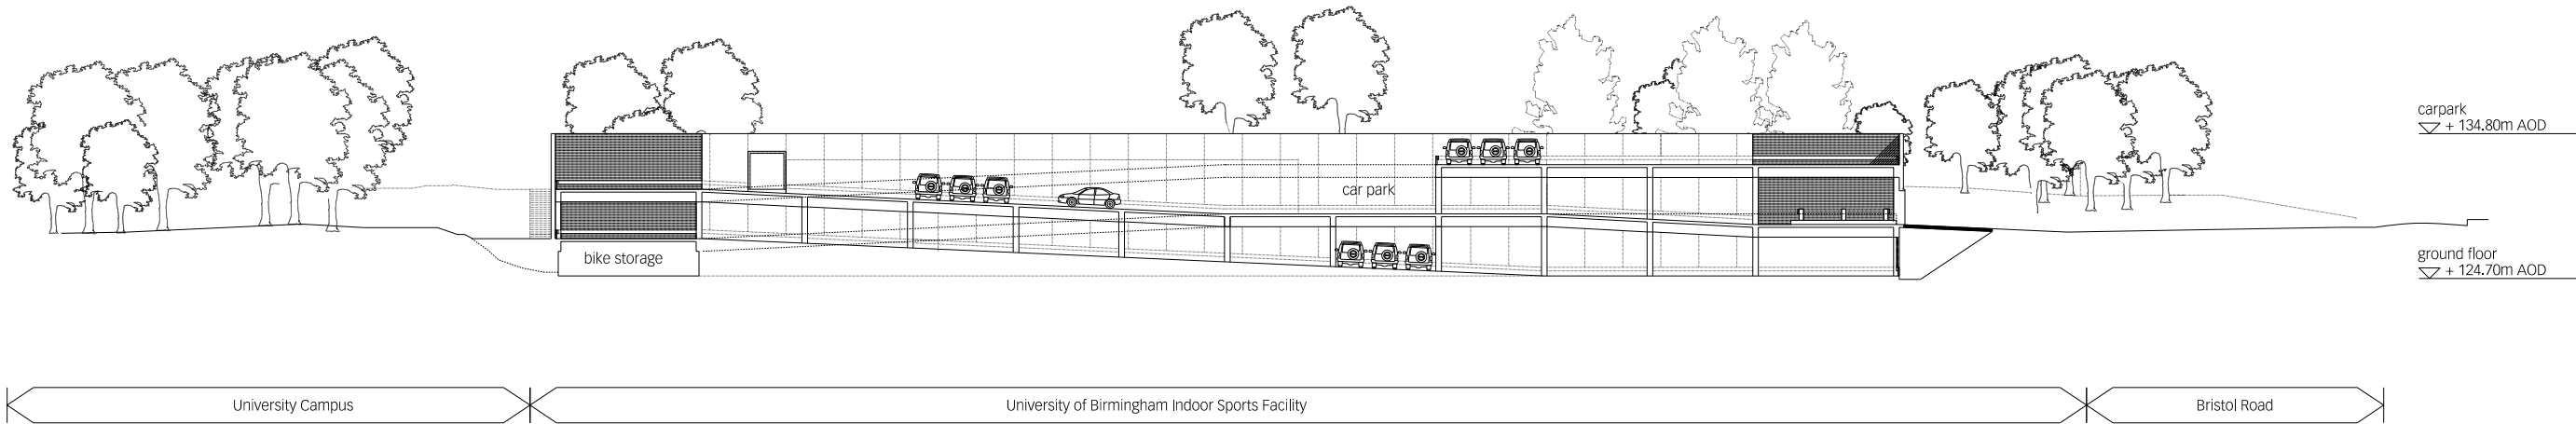 carpark
+ 134.80m AOD
car park
bike storage
ground floor
+ 124.70m AOD
University Campus
University of Birmingham Indoor Sports Facility
Bristol Road